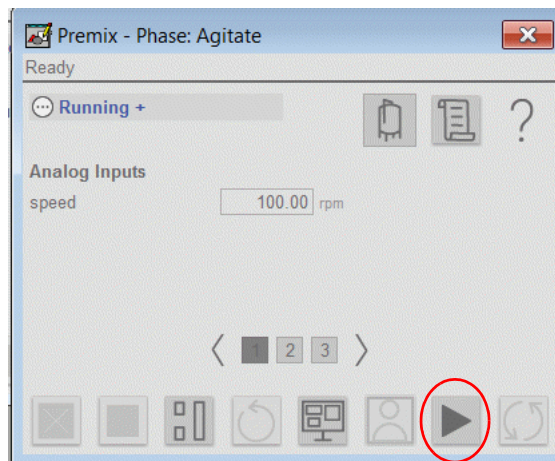 Premix - Phase: Agitate
Ready
Running +
?
Analog Inputs
speed 100.00 rpm
1 2 3